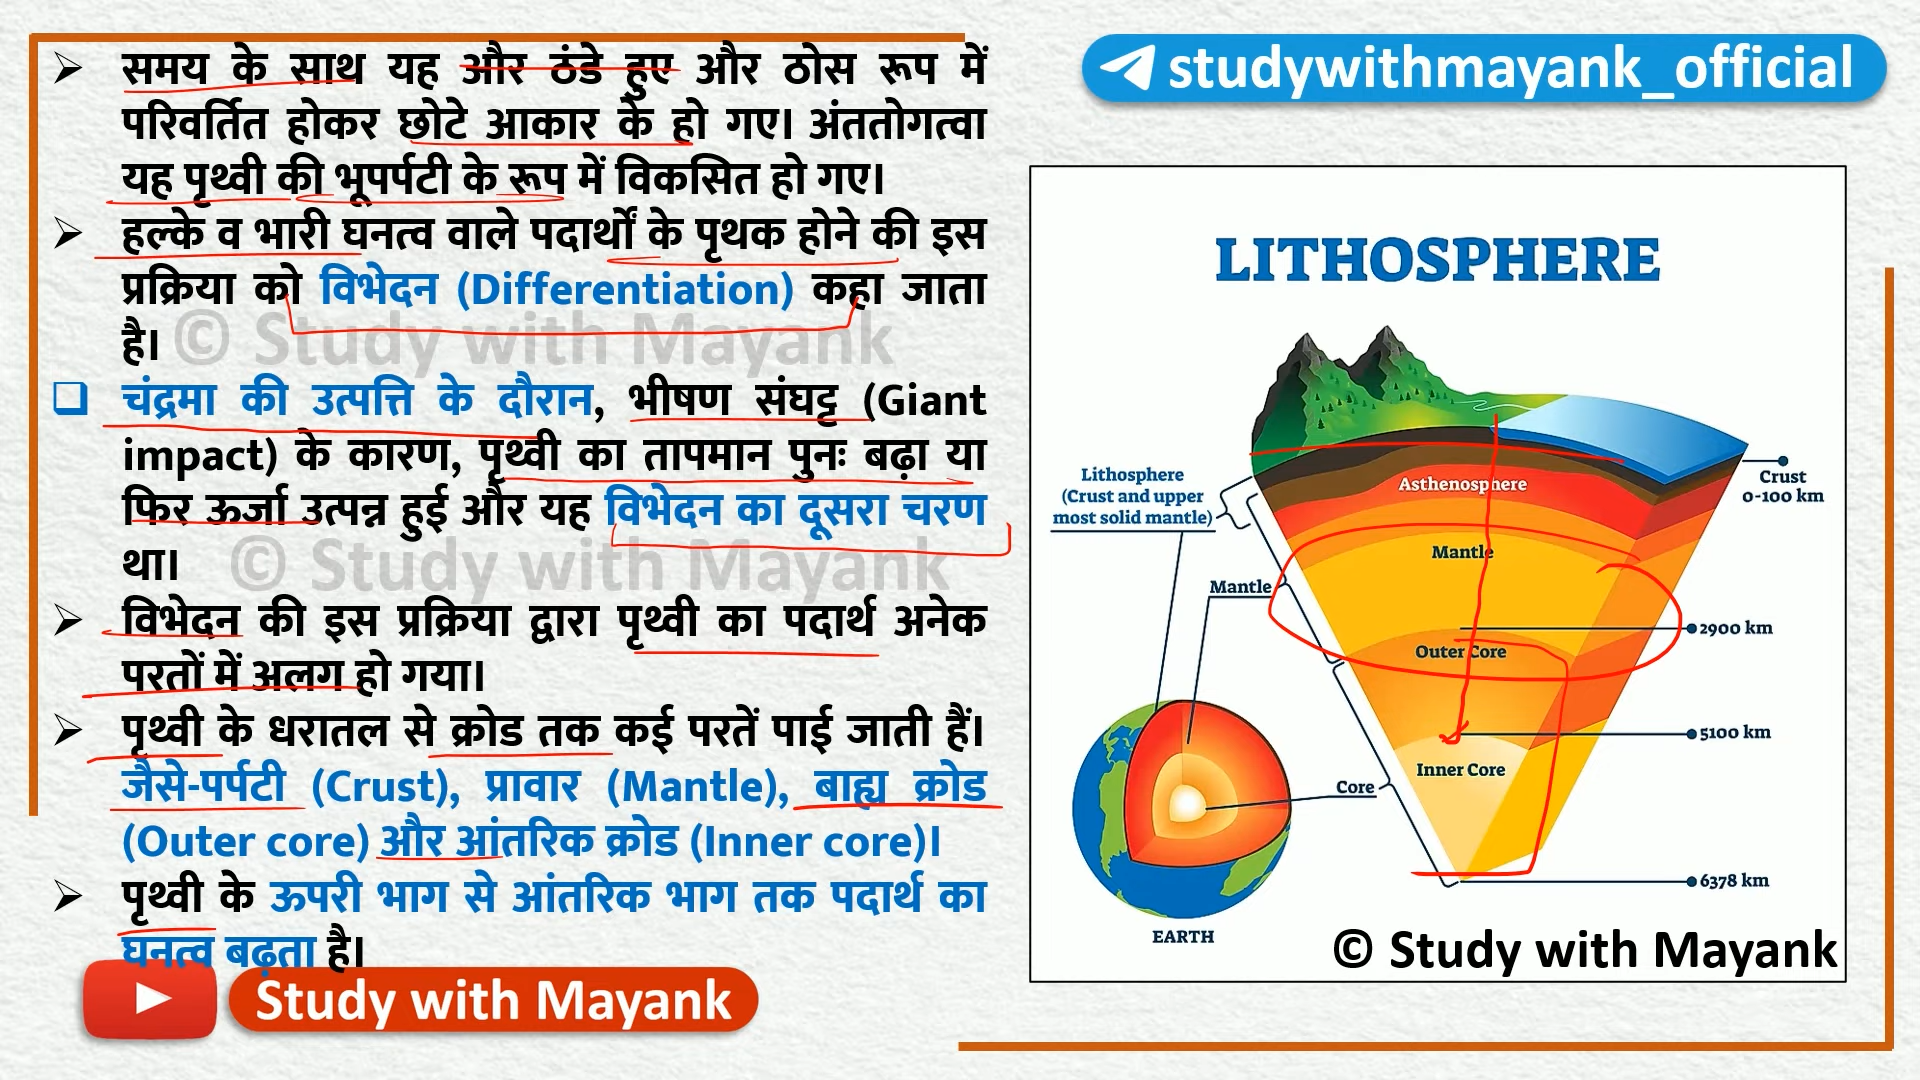 समय के साथ यह और ठंडे हुए और ठोस रूप में
परिवर्तित होकर छोटे आकार के हो गए। अंततोगत्वा
यह पृथ्वी की भूपर्पटी के रूप में विकसित हो गए।
हल्के व भारी घनत्व वाले पदार्थों के पृथक होने की इस
प्रक्रिया को विभेदन (Differentiation) कहा जाता
है।
© Study with Mayank
चंद्रमा की उत्पत्ति के दौरान, भीषण संघट्ट (Giant
impact) के कारण, पृथ्वी का तापमान पुनः बढ़ा या
फिर ऊर्जा उत्पन्न हुई और यह विभेदन का दूसरा चरण
था।
© Study with Mayank
विभेदन की इस प्रक्रिया द्वारा पृथ्वी का पदार्थ अनेक
परतों में अलग हो गया।
पृथ्वी के धरातल से क्रोड तक कई परतें पाई जाती हैं।
जैसे-पर्पटी (Crust), प्रावार (Mantle), बाह्य क्रोड
(Outer core) और आंतरिक क्रोड (Inner core)।
पृथ्वी के ऊपरी भाग से आंतरिक भाग तक पदार्थ का
घनत्व बढ़ता है।
Study with Mayank
studywithmayank_official
LITHOSPHERE
Lithosphere
(Crust and upper
most solid mantle)
Asthenosphere
Crust
0-100 km
Mantle
Mantle
2900 km
Outer Core
5100 km
Inner Core
Core
6378 km
EARTH
© Study with Mayank